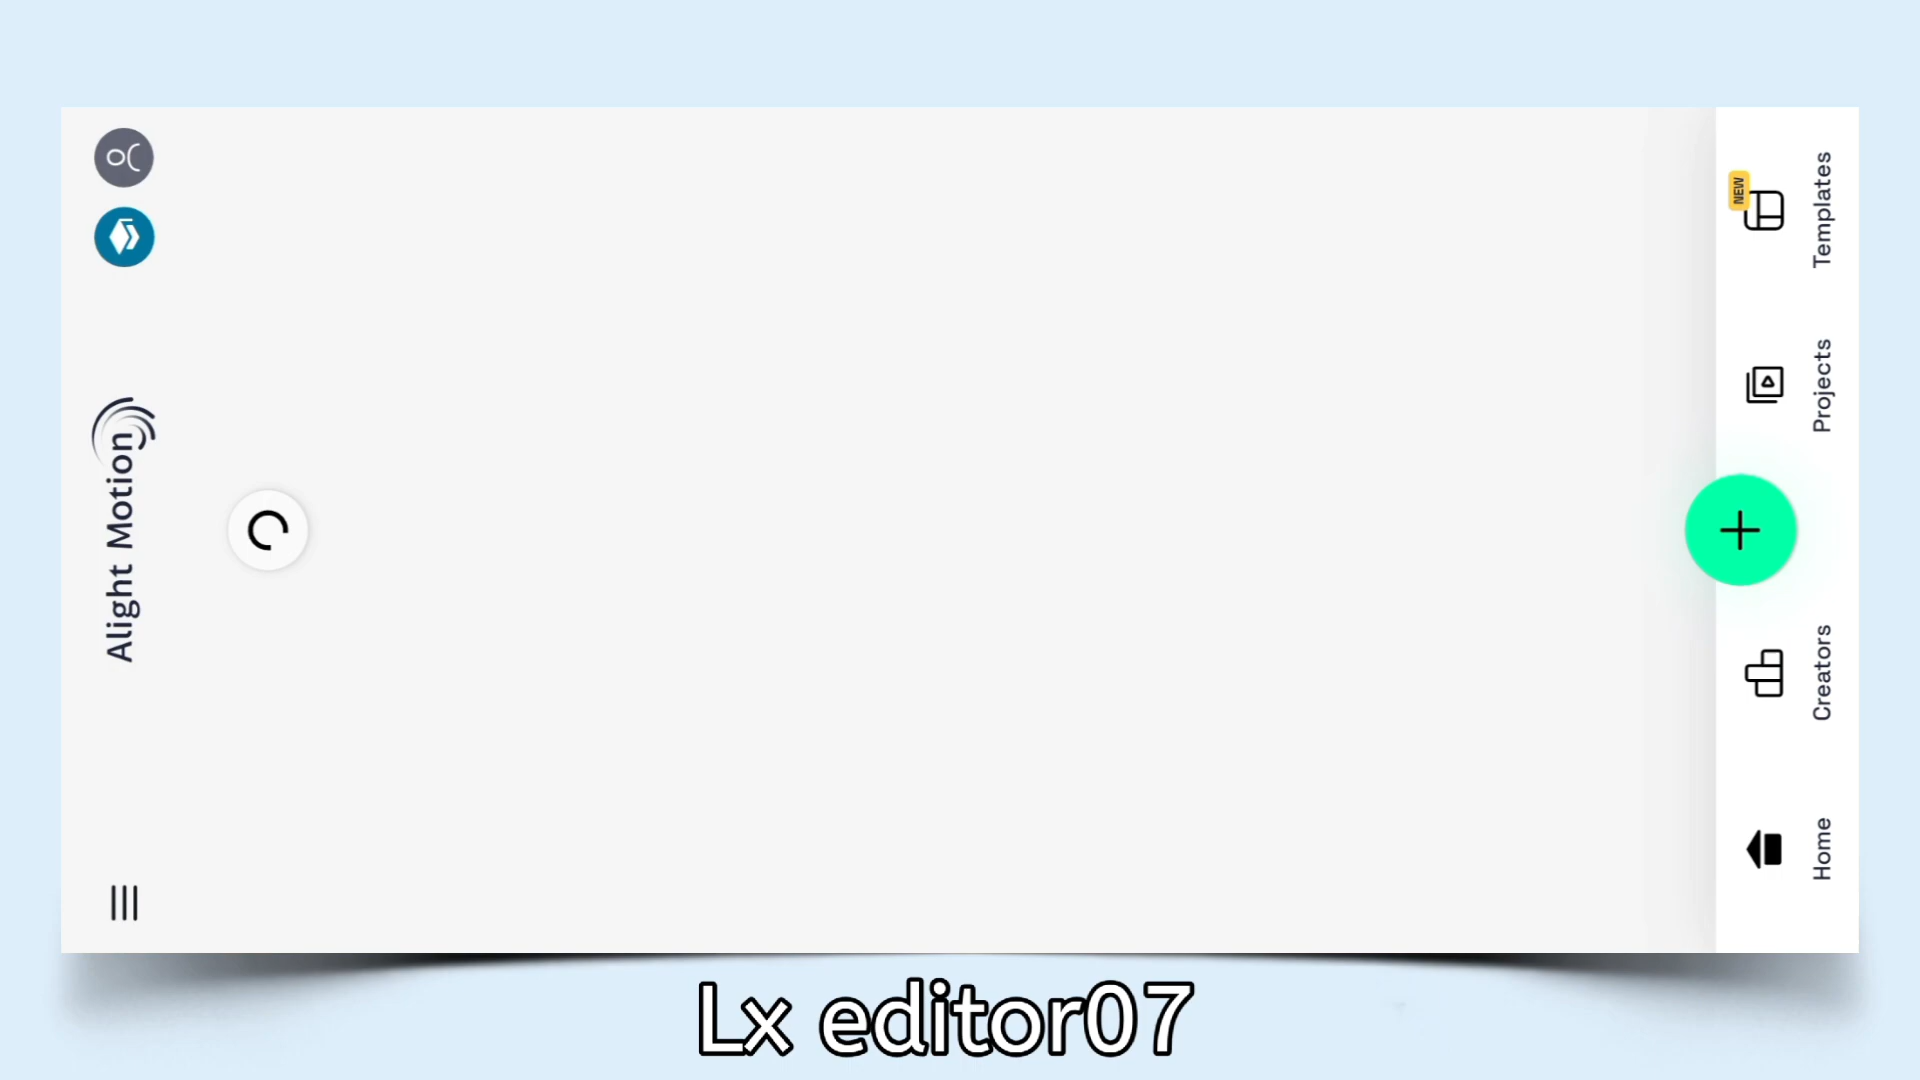 Alight Motion
NEW
Home
Creators
Projects
Templates
Lx editor07